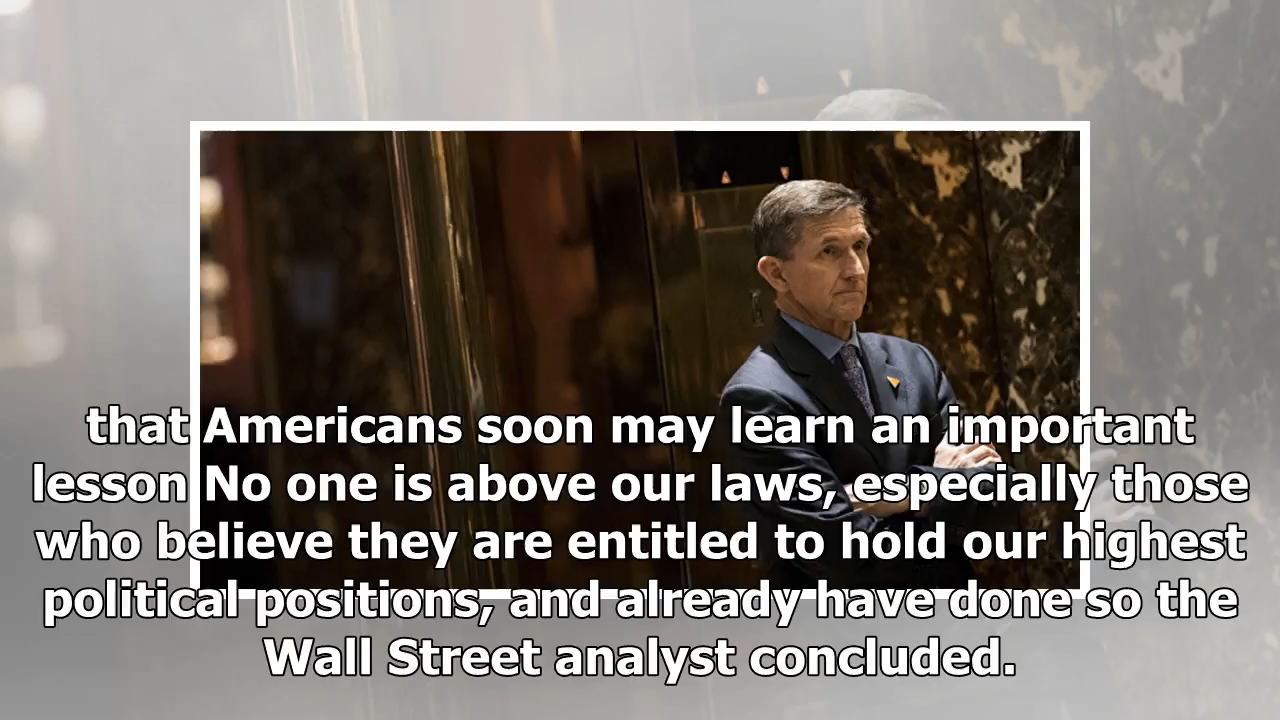 that Americans soon may learn an important
lesson No one is above our laws, especially those
who believe they are entitled to hold our highest
political positions, and already have done so the
Wall Street analyst concluded.